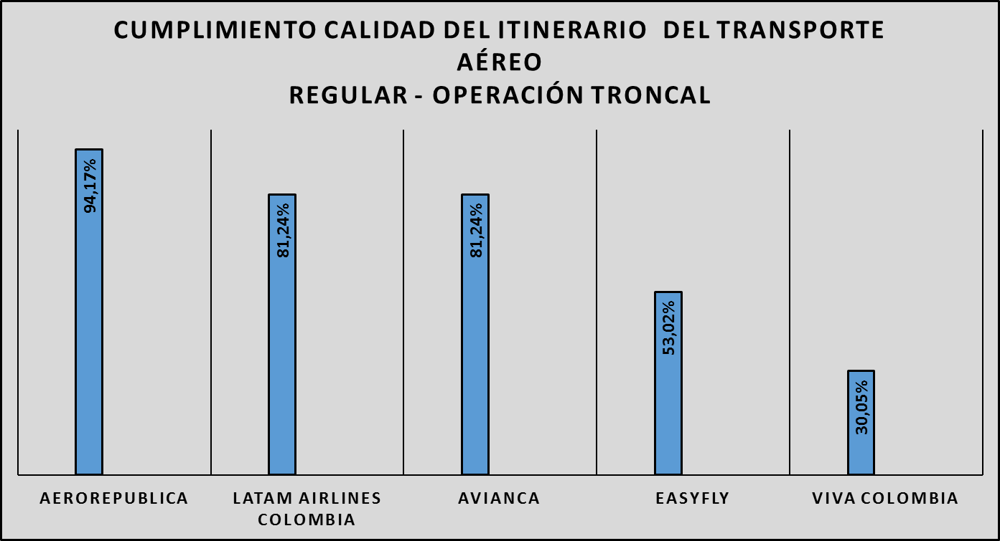 CUMPLIMIENTO CALIDAD DEL ITINERARIO DEL TRANSPORTE
AÉREO
REGULAR - OPERACIÓN TRONCAL
94,17%
81,24%
81,24%
53,02%
30,05%
AEROREPUBLICA
LATAM AIRLINES
COLOMBIA
AVIANCA
EASYFLY
VIVA COLOMBIA